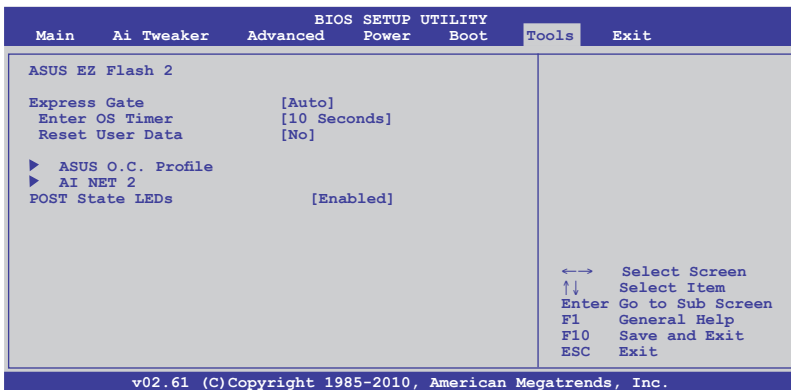 BIOS SETUP UTILITY
Main Ai Tweaker Advanced Power Boot Tools Exit
ASUS EZ Flash 2
Express Gate [Auto]
Enter OS Timer [10 Seconds]
Reset User Data [No]
▶ ASUS O.C. Profile
▶ AI NET 2
POST State LEDs [Enabled]
←→ Select Screen
↑↓ Select Item
Enter Go to Sub Screen
F1 General Help
F10 Save and Exit
ESC Exit
v02.61 (C)Copyright 1985-2010, American Megatrends, Inc.